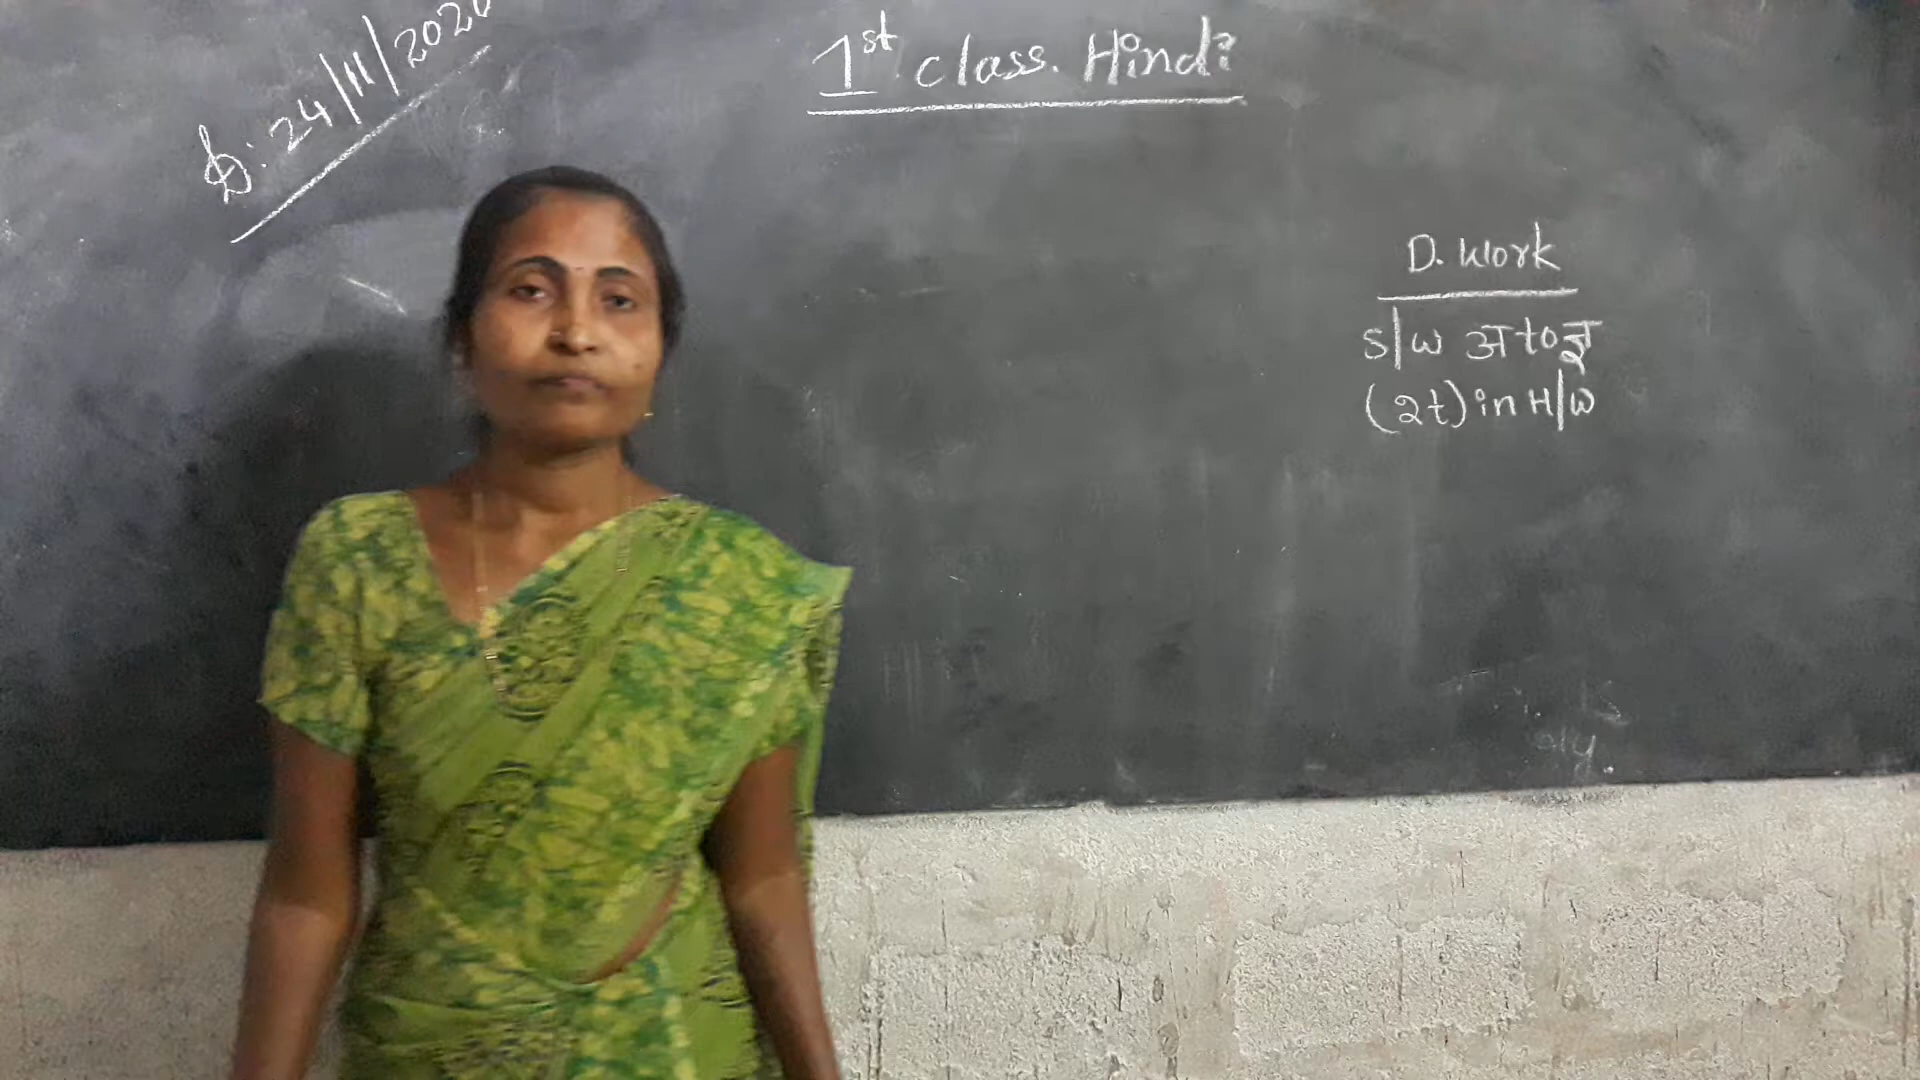 D: 24/11/2020
1st class. Hindi
D. Work
S/W अ to ज्ञ
(2t) in H/W